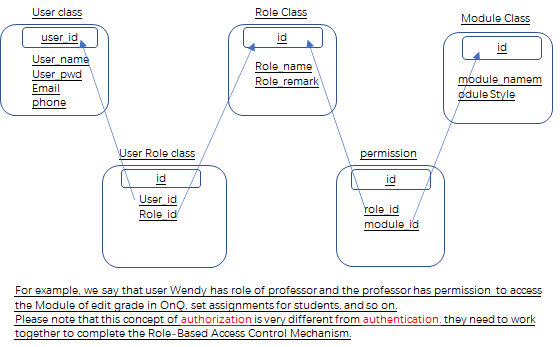 User class
Role Class
Module Class
user_id
id
id
User_name
User_pwd
Email
phone
Role_name
Role_remark
module_namem
odule Style
User Role class
permission
id
id
User_id
Role_id
role_id
module_id
For example, we say that user Wendy has role of professor and the professor has permission to access
the Module of edit grade in OnQ, set assignments for students, and so on.
Please note that this concept of authorization is very different from authentication, they need to work
together to complete the Role-Based Access Control Mechanism.